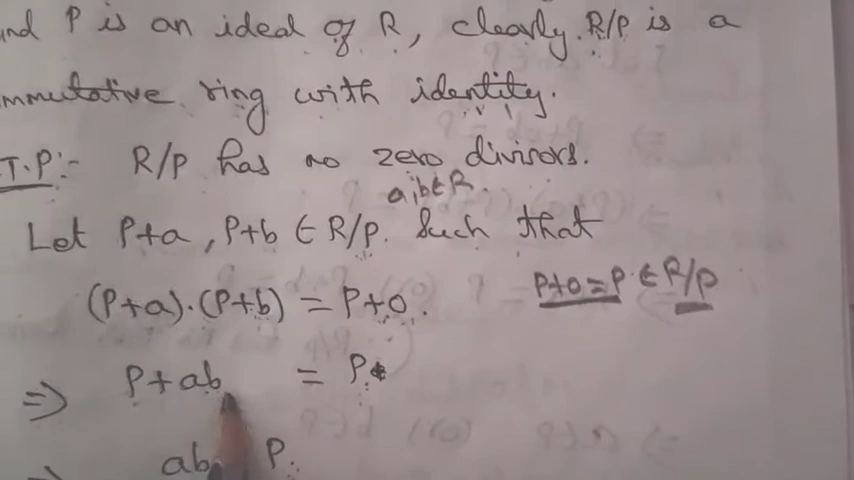 nd P is an ideal of R, clearly R/P is a
mmutative ring with identity.
T.P:- R/P has no zero divisors.
a,b∈R.
Let P+a, P+b ∈ R/P. Such that
(P+a).(P+b) = P+0. P+0=P ∈ R/P
⇒ P+ab = P
ab P.